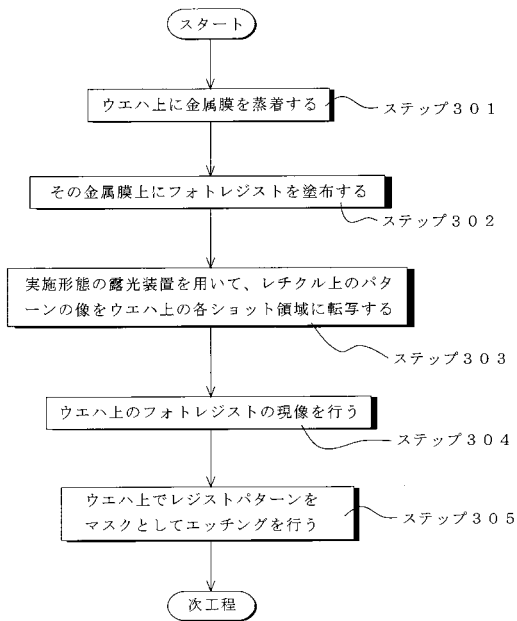 スタート
ウエハ上に金属膜を蒸着する
ステップ301
その金属膜上にフォトレジストを塗布する
ステップ302
実施形態の露光装置を用いて、レチクル上のパタ
ーンの像をウエハ上の各ショット領域に転写する
ステップ303
ウエハ上のフォトレジストの現像を行う
ステップ304
ウエハ上でレジストパターンを
マスクとしてエッチングを行う
ステップ305
次工程